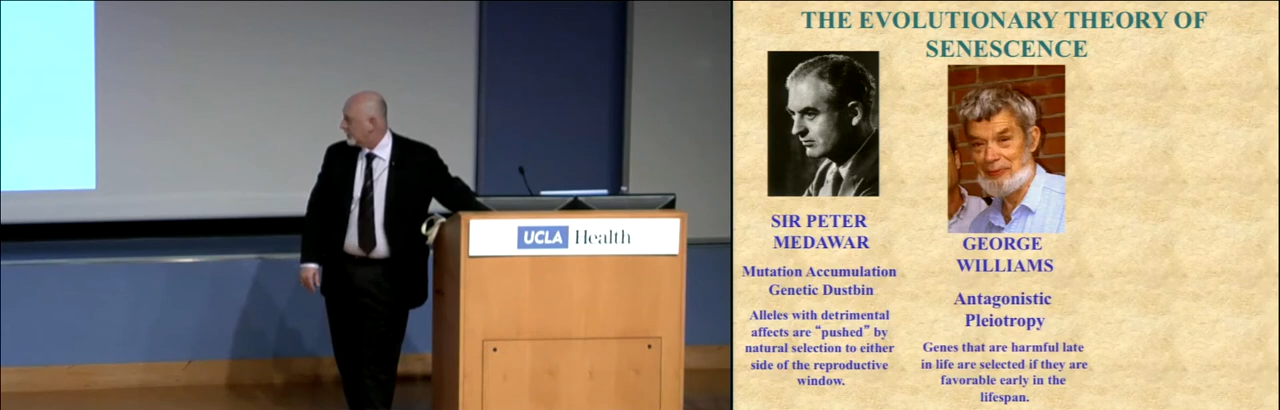 UCLA Health
THE EVOLUTIONARY THEORY OF
SENESCENCE
SIR PETER
MEDAWAR
Mutation Accumulation
Genetic Dustbin
Alleles with detrimental
affects are “pushed” by
natural selection to either
side of the reproductive
window.
GEORGE
WILLIAMS
Antagonistic
Pleiotropy
Genes that are harmful late
in life are selected if they are
favorable early in the
lifespan.